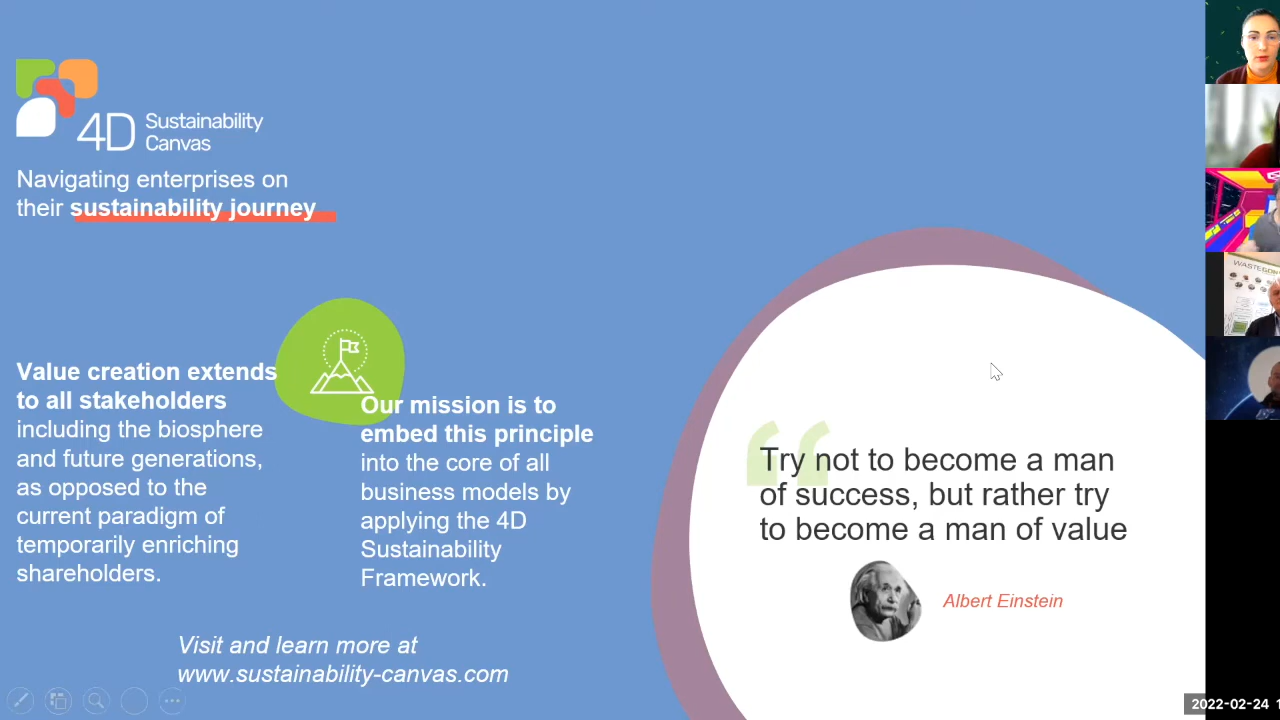 4D Sustainability
Canvas
Navigating enterprises on
their sustainability journey
Value creation extends
to all stakeholders
including the biosphere
and future generations,
as opposed to the
current paradigm of
temporarily enriching
shareholders.
Our mission is to
embed this principle
into the core of all
business models by
applying the 4D
Sustainability
Framework.
Visit and learn more at
www.sustainability-canvas.com
“
Try not to become a man
of success, but rather try
to become a man of value
Albert Einstein
2022-02-24